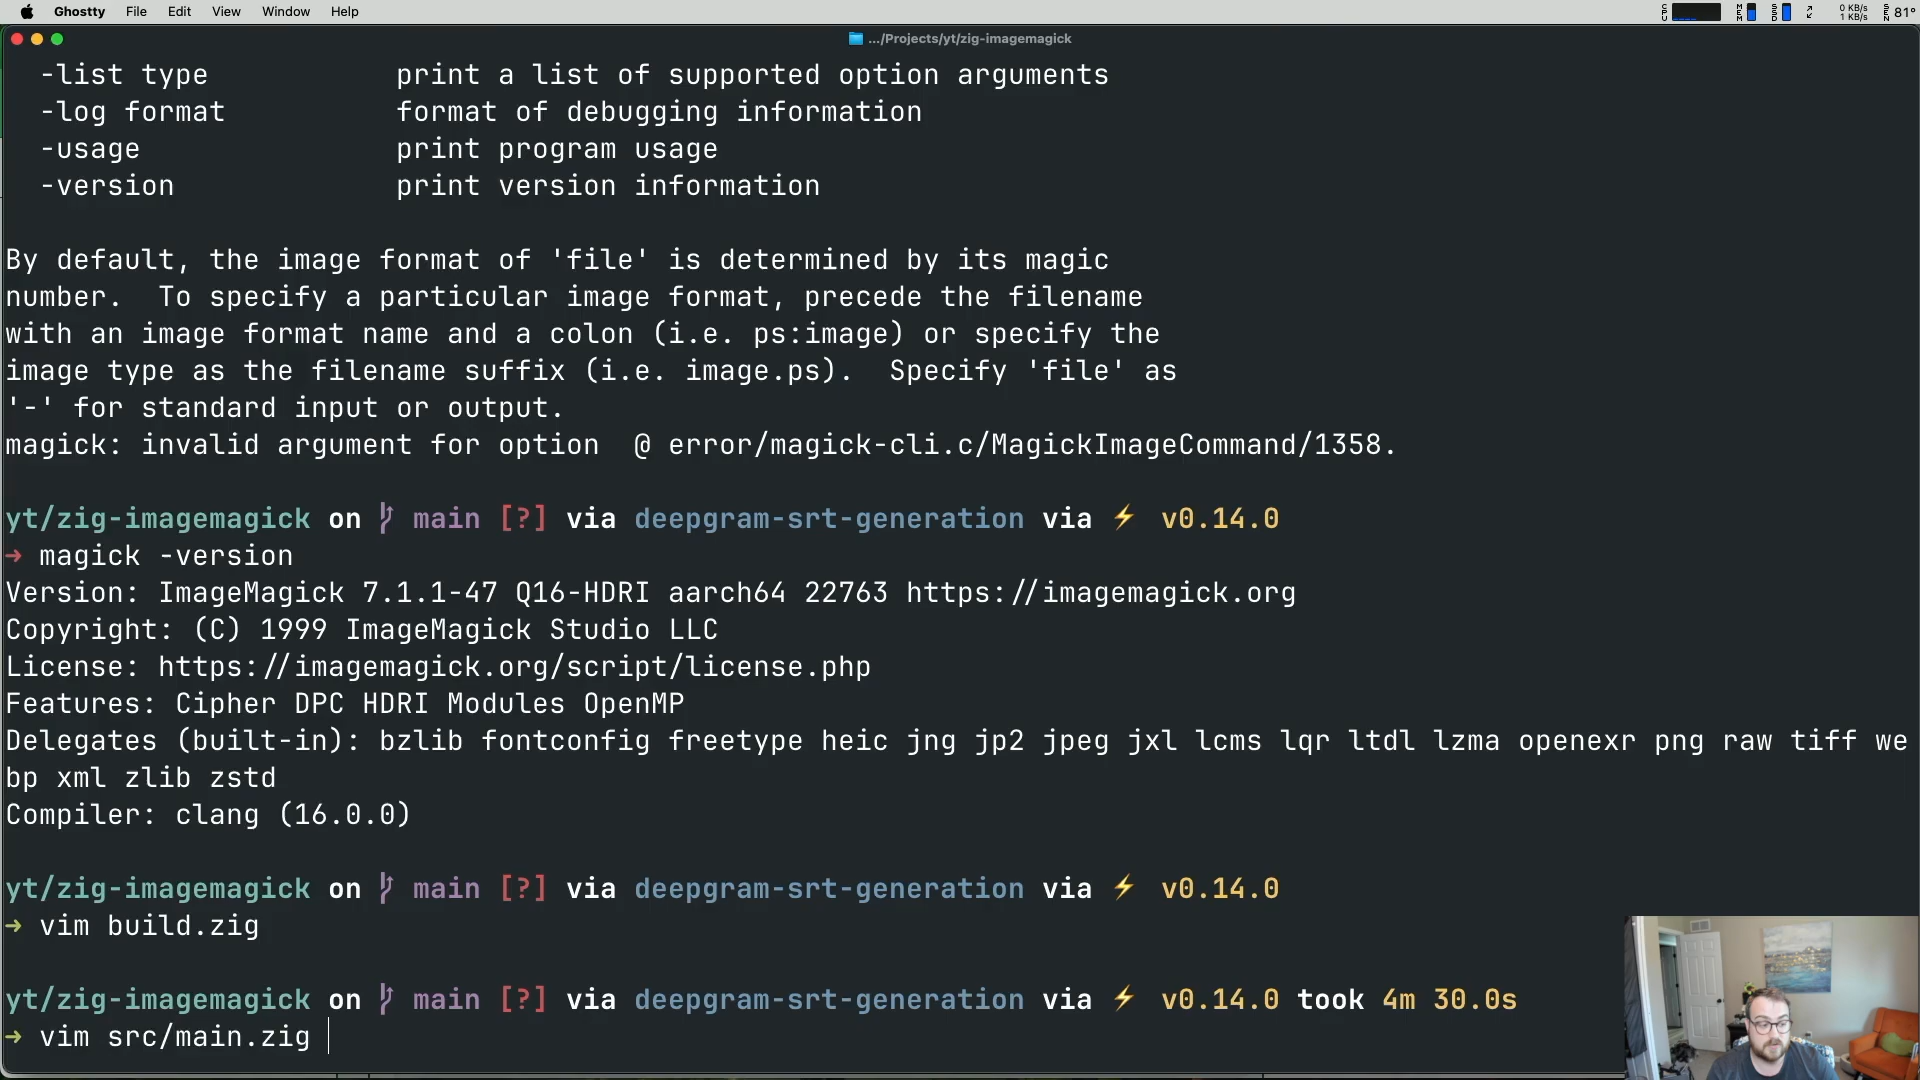 Ghostty File Edit View Window Help
CPU MEM SSD 0 KB/s 1 KB/s SEN 81°
.../Projects/yt/zig-imagemagick
-list type print a list of supported option arguments
-log format format of debugging information
-usage print program usage
-version print version information
By default, the image format of 'file' is determined by its magic
number. To specify a particular image format, precede the filename
with an image format name and a colon (i.e. ps:image) or specify the
image type as the filename suffix (i.e. image.ps). Specify 'file' as
'-' for standard input or output.
magick: invalid argument for option @ error/magick-cli.c/MagickImageCommand/1358.
yt/zig-imagemagick on main [?] via deepgram-srt-generation via ⚡ v0.14.0
➜ magick -version
Version: ImageMagick 7.1.1-47 Q16-HDRI aarch64 22763 https://imagemagick.org
Copyright: (C) 1999 ImageMagick Studio LLC
License: https://imagemagick.org/script/license.php
Features: Cipher DPC HDRI Modules OpenMP
Delegates (built-in): bzlib fontconfig freetype heic jng jp2 jpeg jxl lcms lqr ltdl lzma openexr png raw tiff we
bp xml zlib zstd
Compiler: clang (16.0.0)
yt/zig-imagemagick on main [?] via deepgram-srt-generation via ⚡ v0.14.0
➜ vim build.zig
yt/zig-imagemagick on main [?] via deepgram-srt-generation via ⚡ v0.14.0 took 4m 30.0s
➜ vim src/main.zig